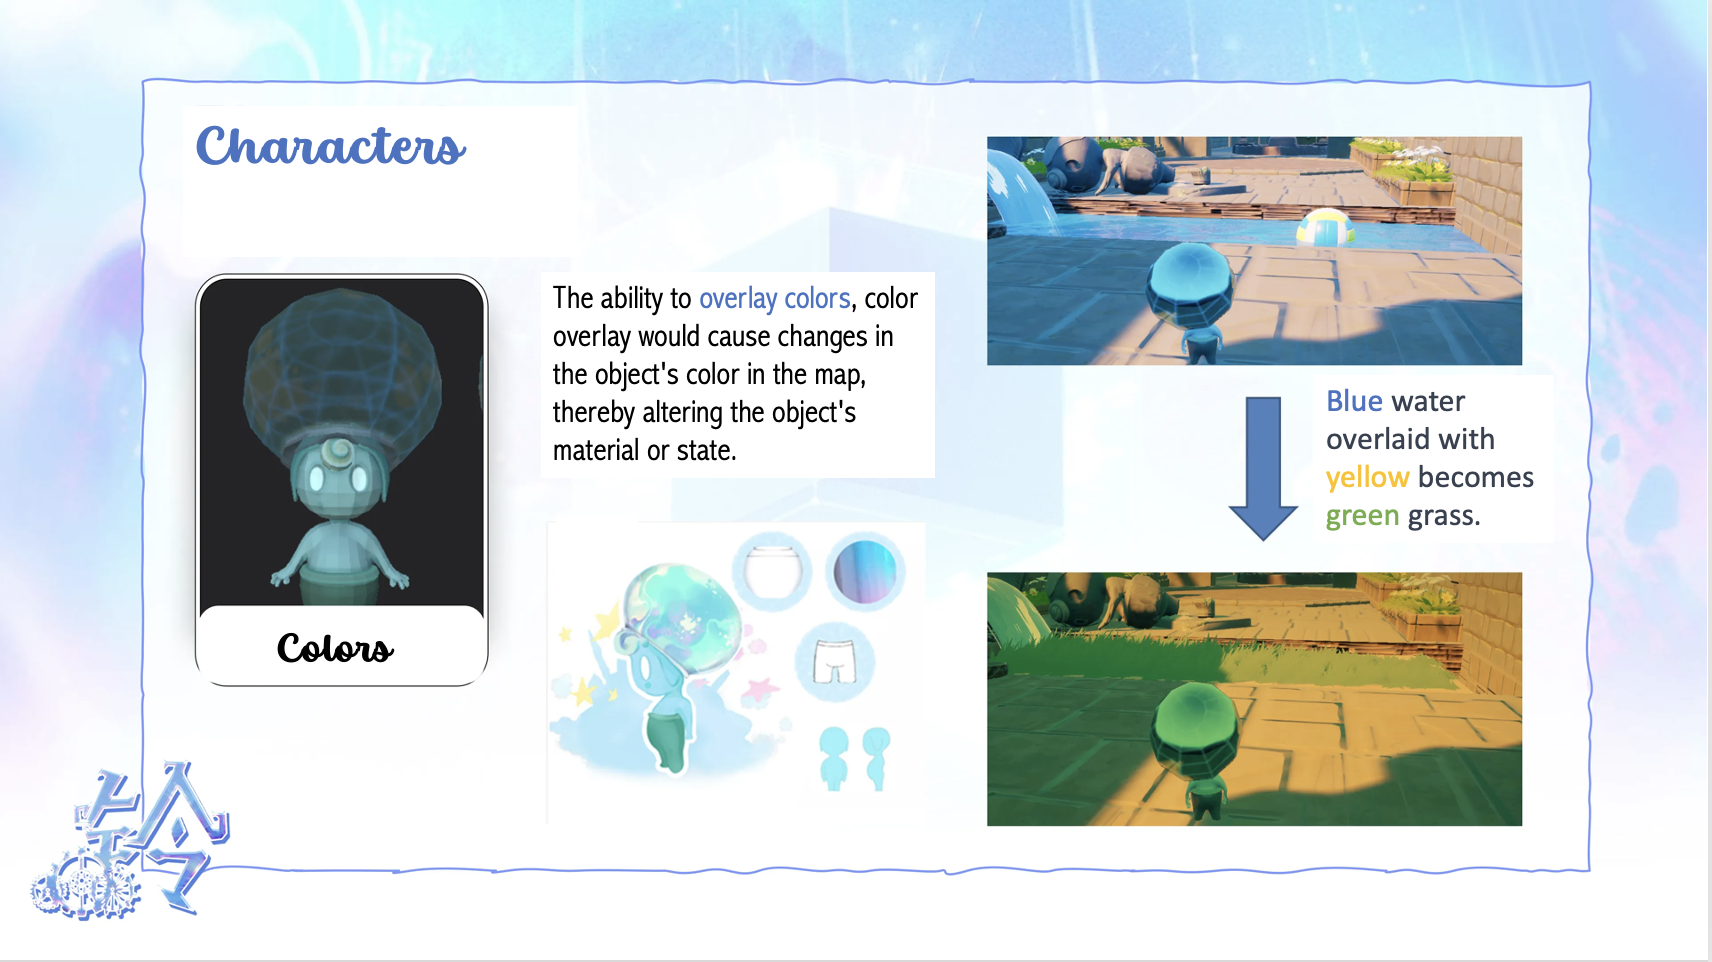 Characters
The ability to overlay colors, color
overlay would cause changes in
the object's color in the map,
thereby altering the object's
material or state.
Colors
Blue water
overlaid with
yellow becomes
green grass.